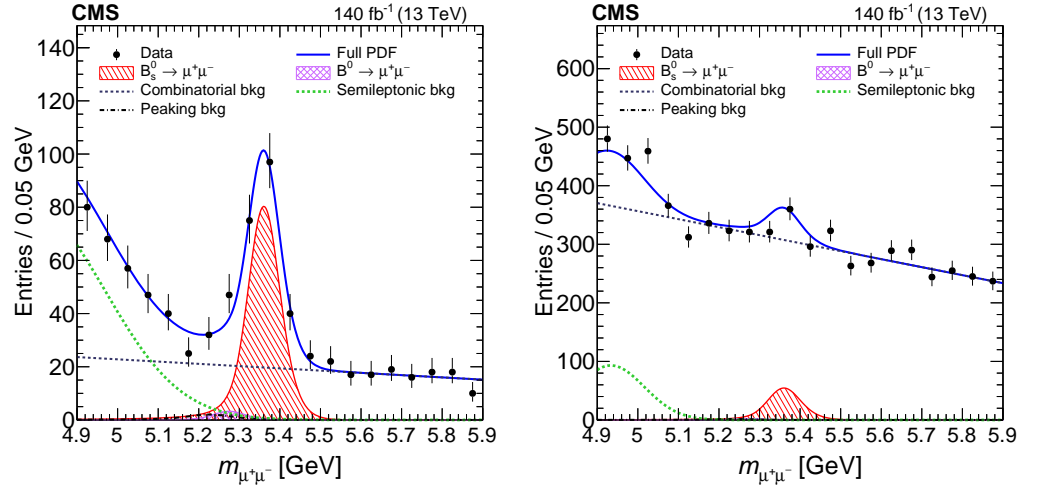 CMS 140 fb⁻¹ (13 TeV)
Entries / 0.05 GeV
140
120
100
80
60
40
20
0
Data Full PDF
B⁰ₛ → μ⁺μ⁻ B⁰ → μ⁺μ⁻
Combinatorial bkg Semileptonic bkg
Peaking bkg
4.9 5 5.1 5.2 5.3 5.4 5.5 5.6 5.7 5.8 5.9
m_μ⁺μ⁻ [GeV]
CMS 140 fb⁻¹ (13 TeV)
Entries / 0.05 GeV
600
500
400
300
200
100
0
Data Full PDF
B⁰ₛ → μ⁺μ⁻ B⁰ → μ⁺μ⁻
Combinatorial bkg Semileptonic bkg
Peaking bkg
4.9 5 5.1 5.2 5.3 5.4 5.5 5.6 5.7 5.8 5.9
m_μ⁺μ⁻ [GeV]